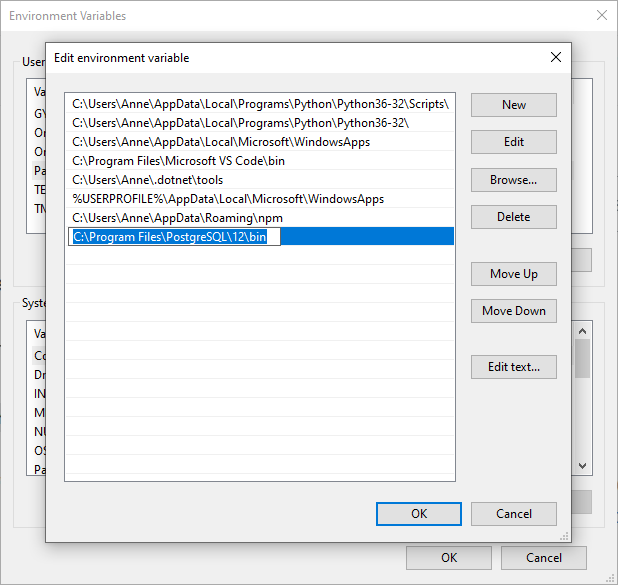 Environment Variables
Edit environment variable
User
Va
GY
On
On
Pa
TE
TM
C:\Users\Anne\AppData\Local\Programs\Python\Python36-32\Scripts\
C:\Users\Anne\AppData\Local\Programs\Python\Python36-32\
C:\Users\Anne\AppData\Local\Microsoft\WindowsApps
C:\Program Files\Microsoft VS Code\bin
C:\Users\Anne\.dotnet\tools
%USERPROFILE%\AppData\Local\Microsoft\WindowsApps
C:\Users\Anne\AppData\Roaming\npm
C:\Program Files\PostgreSQL\12\bin
New
Edit
Browse...
Delete
Move Up
Move Down
Edit text...
Syste
Va
Co
Dr
IN
M
NU
OS
Pa
OK
Cancel
OK
Cancel